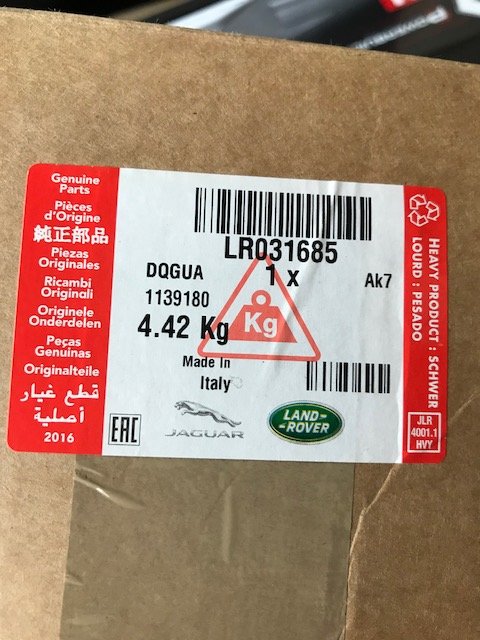 Genuine
Parts
Pièces
d'Origine
純正部品
Piezas
Originales
Ricambi
Originali
Originele
Onderdelen
Peças
Genuinas
Originalteile
قطع غيار
أصلية
2016
LR031685
DQGUA
1 x
Ak7
1139180
4.42 Kg
Kg
Made In
Italy
EAC
JAGUAR
LAND-
-ROVER
HEAVY PRODUCT : SCHWER
LOURD : PESADO
JLR
4001.1
HVY